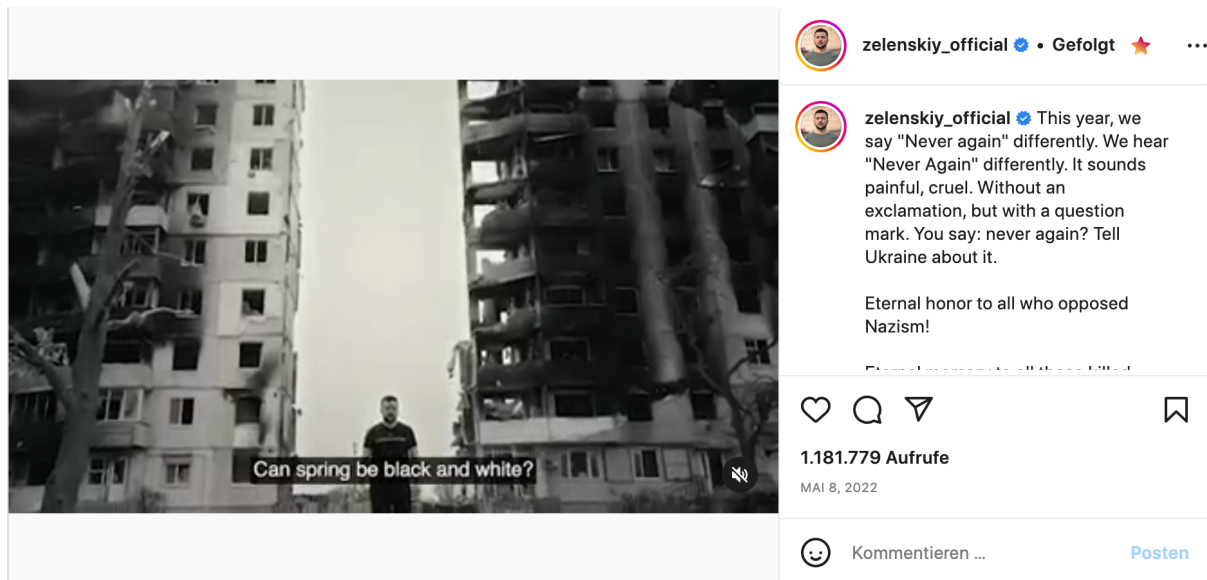 Can spring be black and white?
zelenskiy_official • Gefolgt
zelenskiy_official This year, we
say "Never again" differently. We hear
"Never Again" differently. It sounds
painful, cruel. Without an
exclamation, but with a question
mark. You say: never again? Tell
Ukraine about it.
Eternal honor to all who opposed
Nazism!
1.181.779 Aufrufe
MAI 8, 2022
Kommentieren ...
Posten